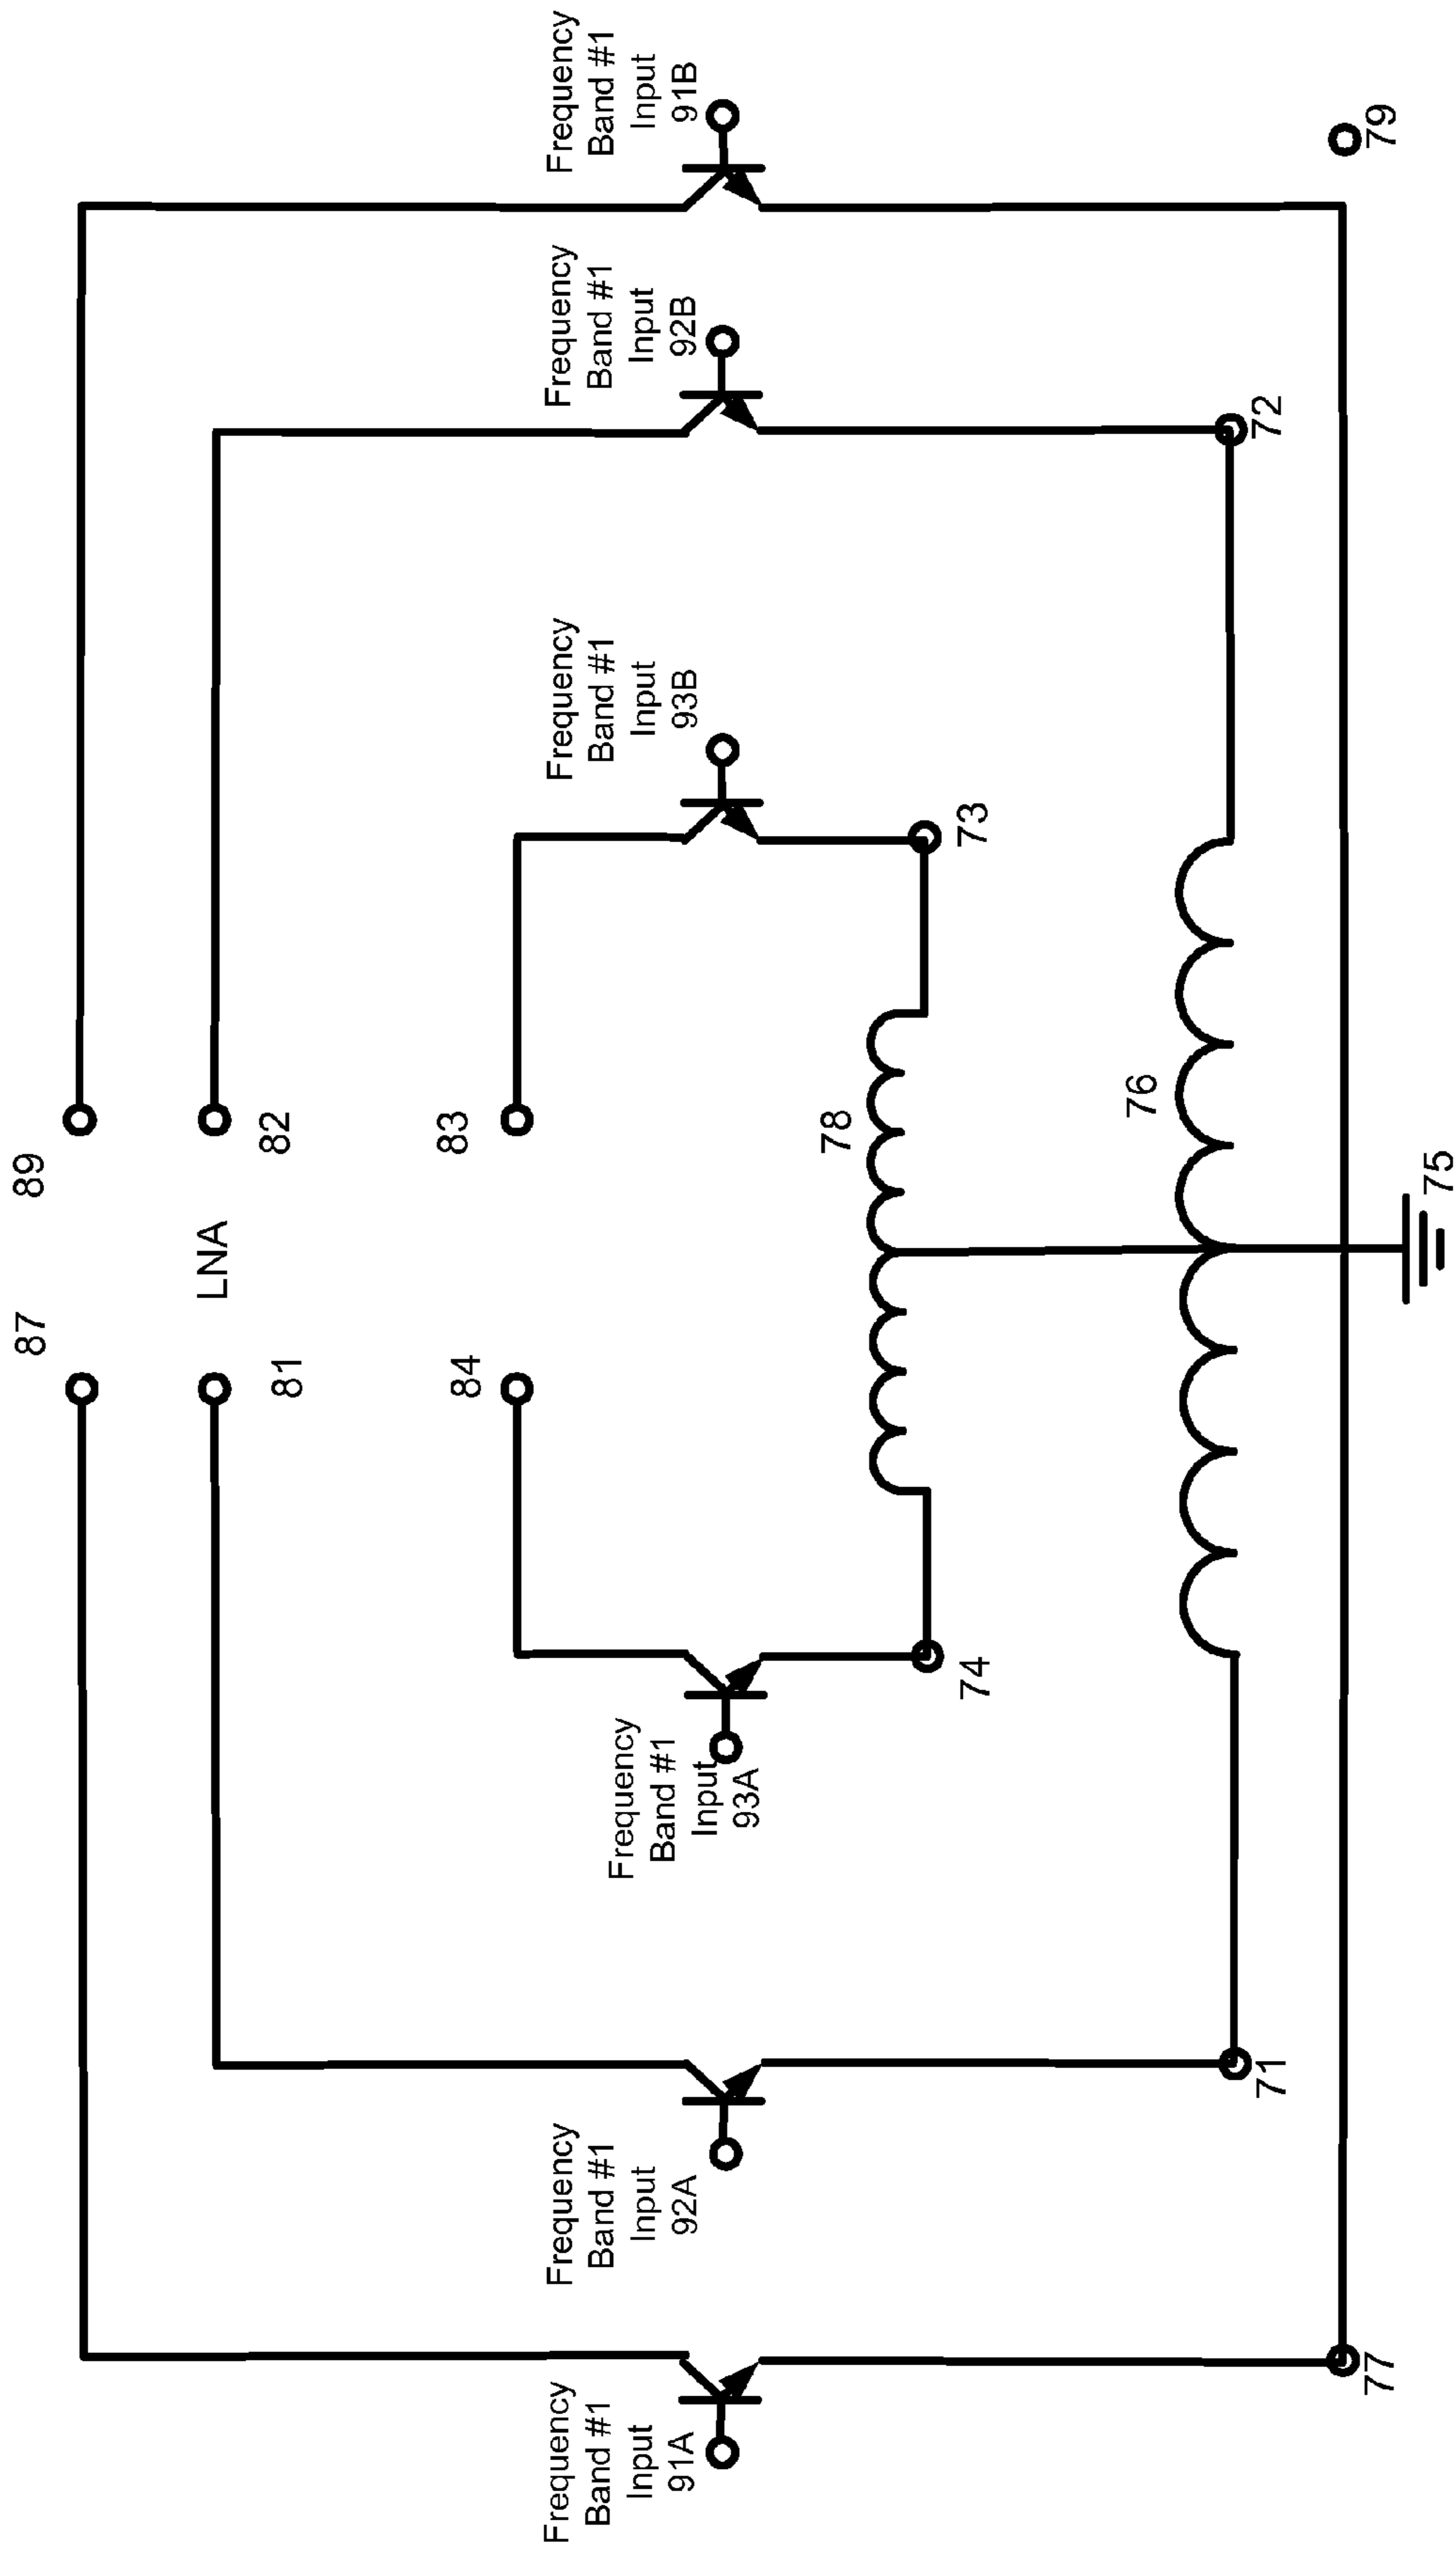 87
89
LNA
81
82
84
83
Frequency
Band #1
Input
91A
Frequency
Band #1
Input
92A
Frequency
Band #1
Input
93A
Frequency
Band #1
Input
93B
Frequency
Band #1
Input
92B
Frequency
Band #1
Input
91B
78
74
73
76
71
72
77
75
79